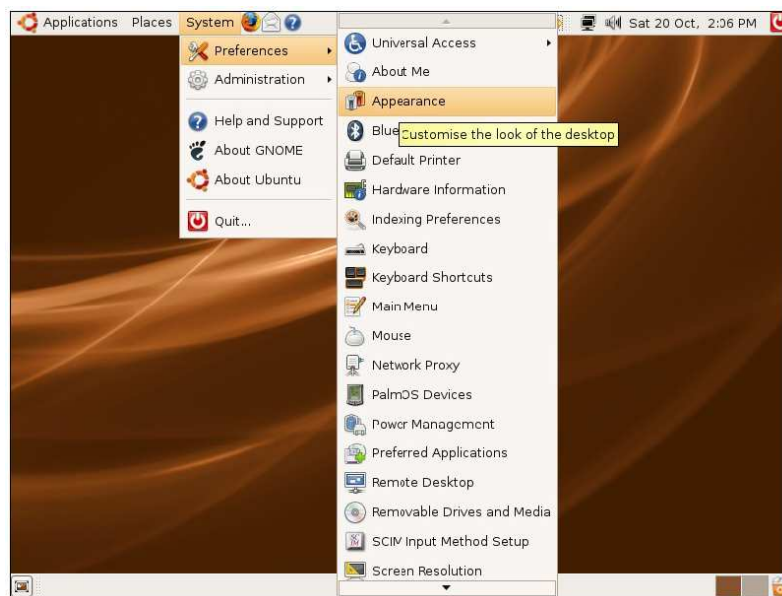 Applications Places System Sat 20 Oct, 2:06 PM
Preferences
Administration
Help and Support
About GNOME
About Ubuntu
Quit...
Universal Access
About Me
Appearance
Blue
Customise the look of the desktop
Default Printer
Hardware Information
Indexing Preferences
Keyboard
Keyboard Shortcuts
Main Menu
Mouse
Network Proxy
PalmOS Devices
Power Management
Preferred Applications
Remote Desktop
Removable Drives and Media
SCIM Input Method Setup
Screen Resolution